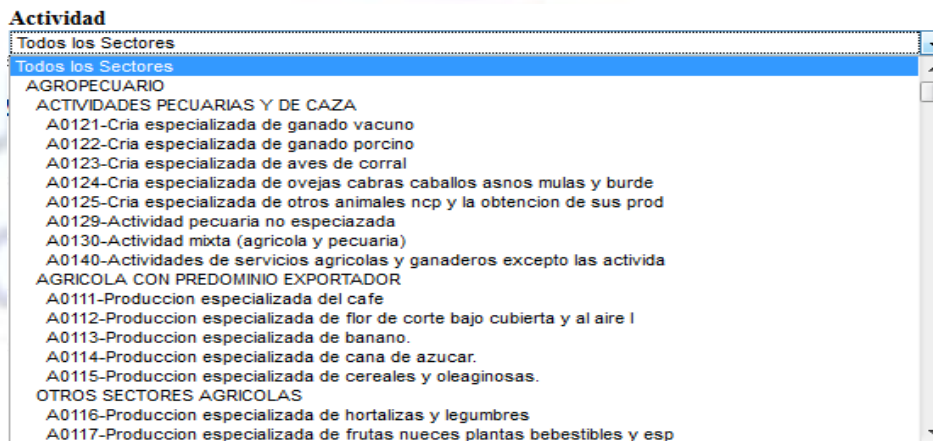 Actividad
Todos los Sectores
Todos los Sectores
AGROPECUARIO
ACTIVIDADES PECUARIAS Y DE CAZA
A0121-Cria especializada de ganado vacuno
A0122-Cria especializada de ganado porcino
A0123-Cria especializada de aves de corral
A0124-Cria especializada de ovejas cabras caballos asnos mulas y burde
A0125-Cria especializada de otros animales ncp y la obtencion de sus prod
A0129-Actividad pecuaria no especiazada
A0130-Actividad mixta (agricola y pecuaria)
A0140-Actividades de servicios agricolas y ganaderos excepto las activida
AGRICOLA CON PREDOMINIO EXPORTADOR
A0111-Produccion especializada del cafe
A0112-Produccion especializada de flor de corte bajo cubierta y al aire l
A0113-Produccion especializada de banano.
A0114-Produccion especializada de cana de azucar.
A0115-Produccion especializada de cereales y oleaginosas.
OTROS SECTORES AGRICOLAS
A0116-Produccion especializada de hortalizas y legumbres
A0117-Produccion especializada de frutas nueces plantas bebestibles y esp